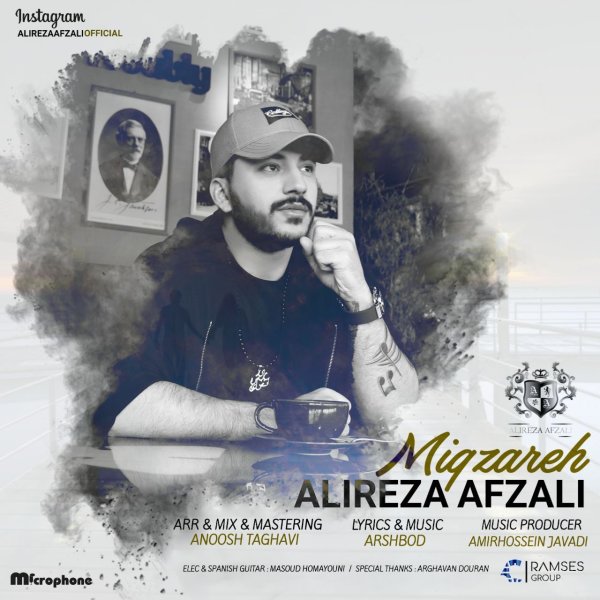 Instagram
ALIREZAAFZALIOFFICIAL
ALIREZA AFZALI
Miqzareh
ALIREZA AFZALI
ARR & MIX & MASTERING
ANOOSH TAGHAVI
LYRICS & MUSIC
ARSHBOD
MUSIC PRODUCER
AMIRHOSSEIN JAVADI
ELEC & SPANISH GUITAR : MASOUD HOMAYOUNI / SPECIAL THANKS : ARGHAVAN DOURAN
Microphone
RAMSES
GROUP